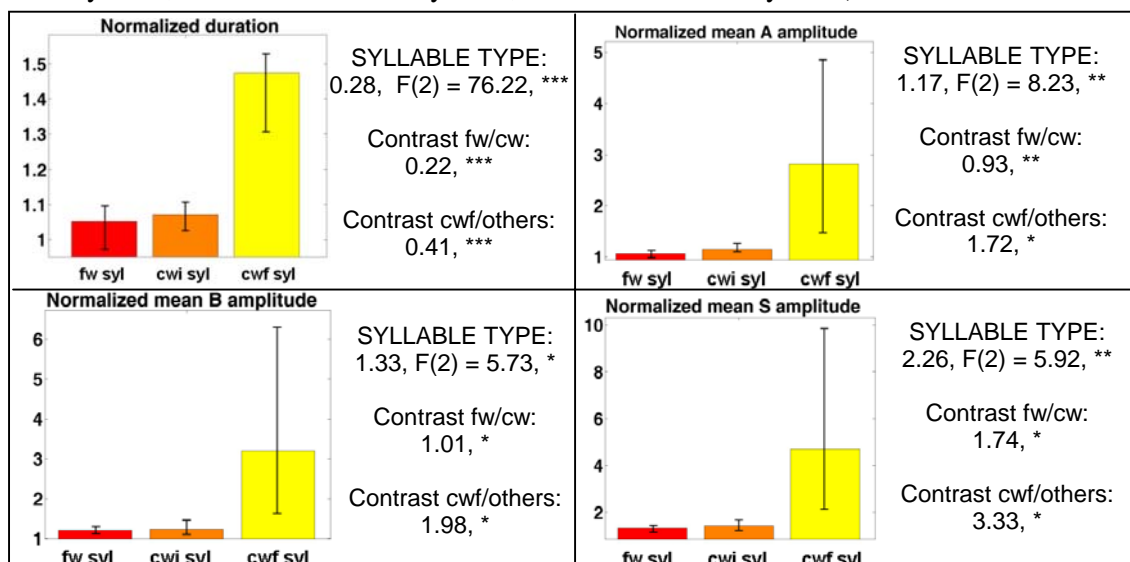 Normalized duration
1.5
1.4
1.3
1.2
1.1
1
fw syl cwi syl cwf syl
SYLLABLE TYPE:
0.28, F(2) = 76.22, ***
Contrast fw/cw:
0.22, ***
Contrast cwf/others:
0.41, ***
Normalized mean A amplitude
5
4
3
2
1
fw syl cwi syl cwf syl
SYLLABLE TYPE:
1.17, F(2) = 8.23, **
Contrast fw/cw:
0.93, **
Contrast cwf/others:
1.72, *
Normalized mean B amplitude
6
5
4
3
2
1
fw syl cwi syl cwf syl
SYLLABLE TYPE:
1.33, F(2) = 5.73, *
Contrast fw/cw:
1.01, *
Contrast cwf/others:
1.98, *
Normalized mean S amplitude
10
8
6
4
2
fw syl cwi syl cwf syl
SYLLABLE TYPE:
2.26, F(2) = 5.92, **
Contrast fw/cw:
1.74, *
Contrast cwf/others:
3.33, *